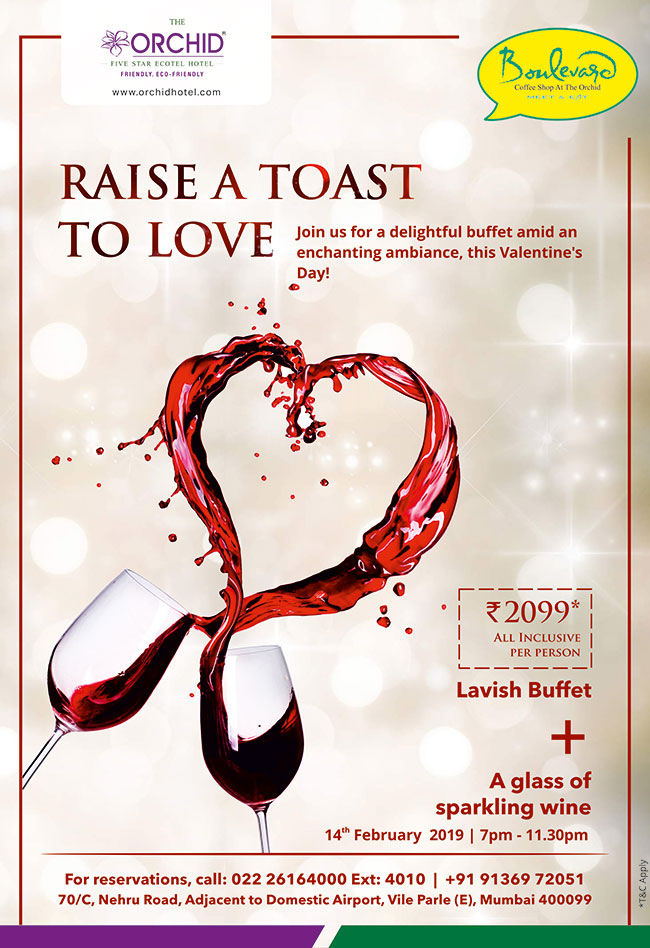 THE
ORCHID®
FIVE STAR ECOTEL HOTEL
FRIENDLY. ECO-FRIENDLY
www.orchidhotel.com
Boulevard
Coffee Shop At The Orchid
MEET & EAT
RAISE A TOAST
TO LOVE
Join us for a delightful buffet amid an
enchanting ambiance, this Valentine's
Day!
₹2099*
ALL INCLUSIVE
PER PERSON
Lavish Buffet
+
A glass of
sparkling wine
14th February 2019 | 7pm - 11.30pm
For reservations, call: 022 26164000 Ext: 4010 | +91 91369 72051
70/C, Nehru Road, Adjacent to Domestic Airport, Vile Parle (E), Mumbai 400099
*T&C Apply